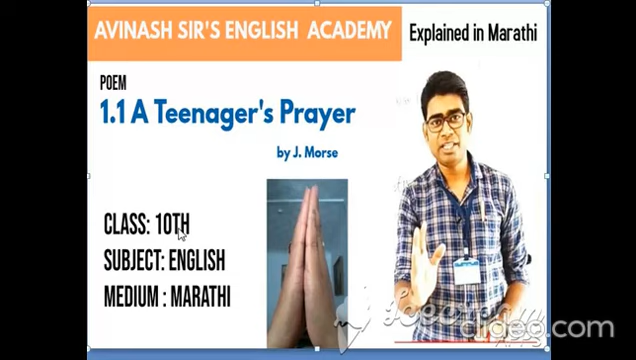 AVINASH SIR'S ENGLISH ACADEMY
Explained in Marathi
POEM
1.1 A Teenager's Prayer
by J. Morse
CLASS: 10TH
SUBJECT: ENGLISH
MEDIUM : MARATHI
clideo.com